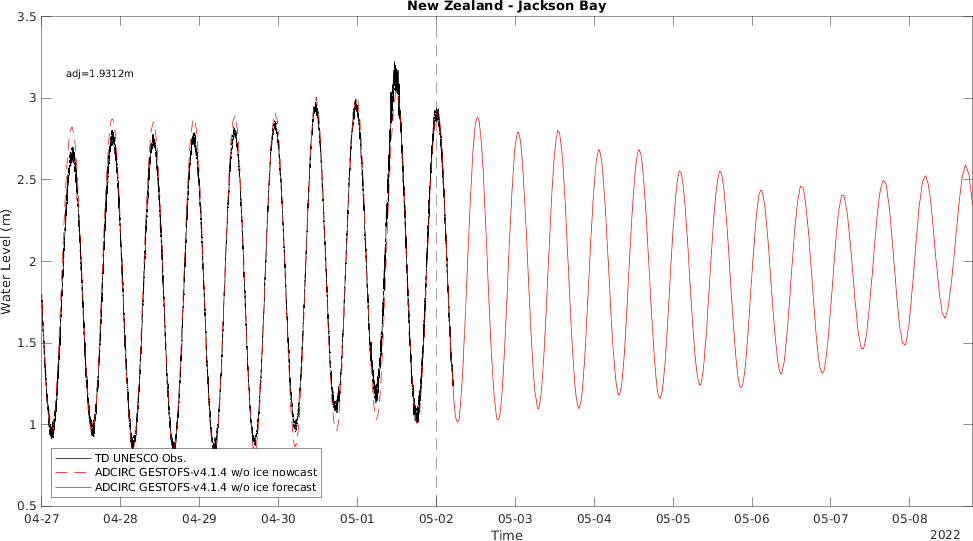 New Zealand - Jackson Bay
adj=1.9312m
3.5
3
2.5
2
1.5
1
0.5
Water Level (m)
TD UNESCO Obs.
ADCIRC GESTOFS-v4.1.4 w/o ice nowcast
ADCIRC GESTOFS-v4.1.4 w/o ice forecast
04-27 04-28 04-29 04-30 05-01 05-02 05-03 05-04 05-05 05-06 05-07 05-08
Time
2022